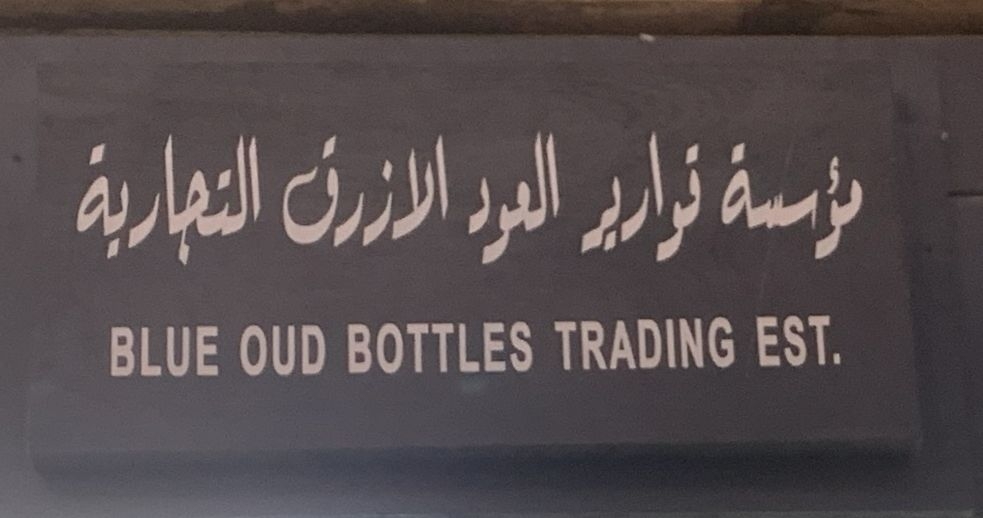 مؤسسة قوارير العود الازرق التجارية
BLUE OUD BOTTLES TRADING EST.